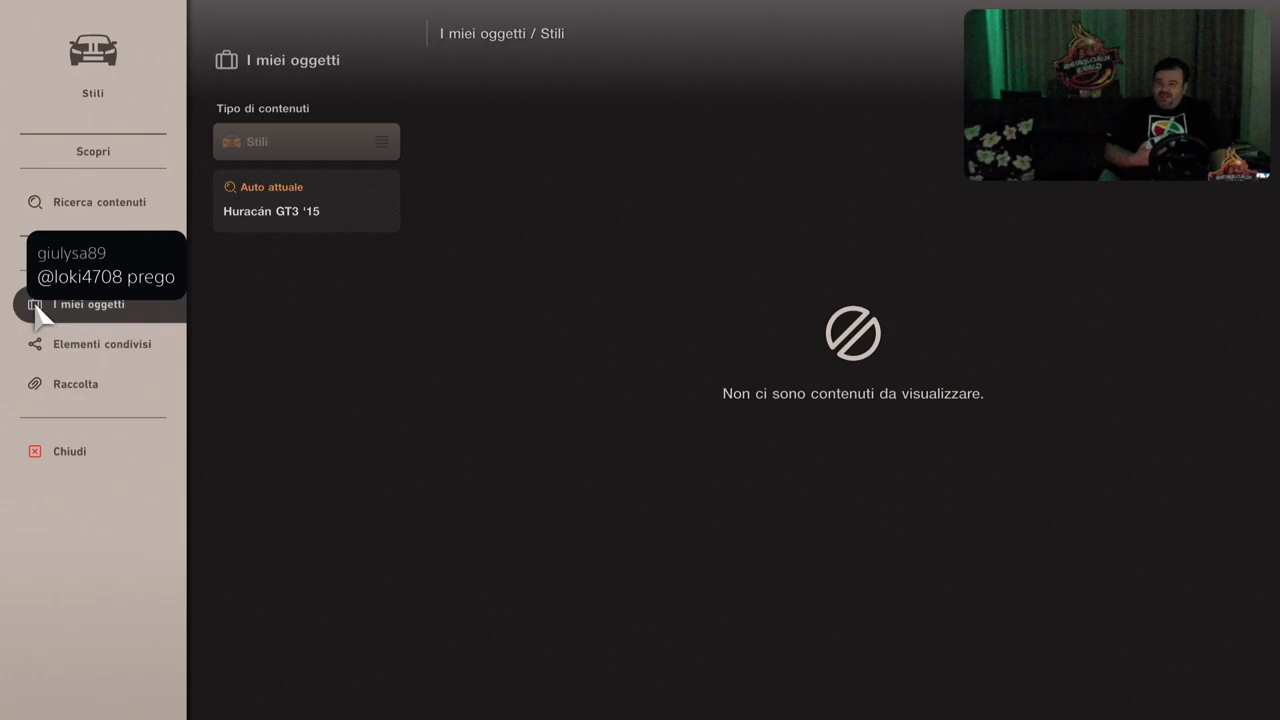 Stili
Scopri
Ricerca contenuti
giulysa89
@loki4708 prego
I miei oggetti
Elementi condivisi
Raccolta
Chiudi
I miei oggetti
Tipo di contenuti
Stili
Auto attuale
Huracán GT3 '15
I miei oggetti / Stili
Non ci sono contenuti da visualizzare.